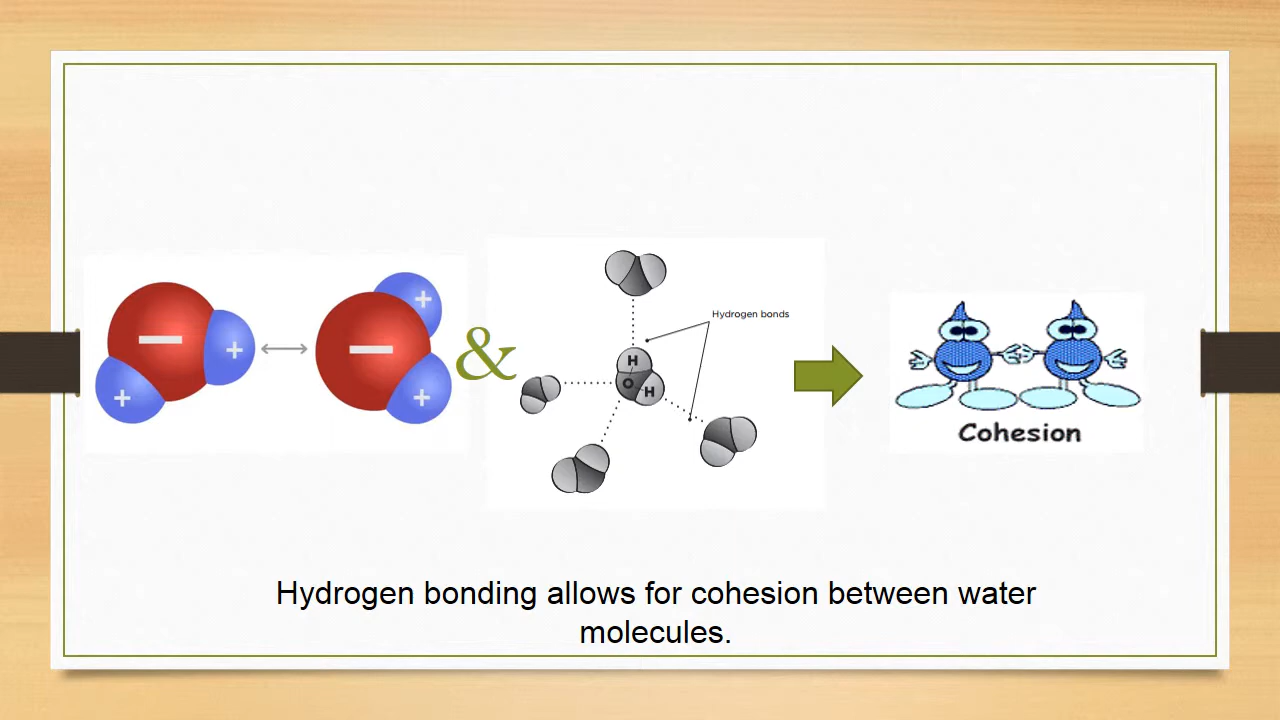 − +
+
− +
+
&
Hydrogen bonds
H
O
H
Cohesion
Hydrogen bonding allows for cohesion between water
molecules.